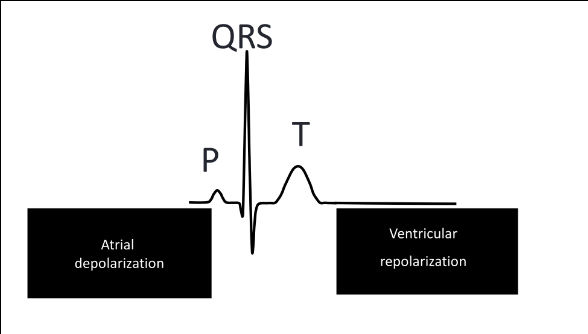 QRS
T
P
Atrial
depolarization
Ventricular
repolarization